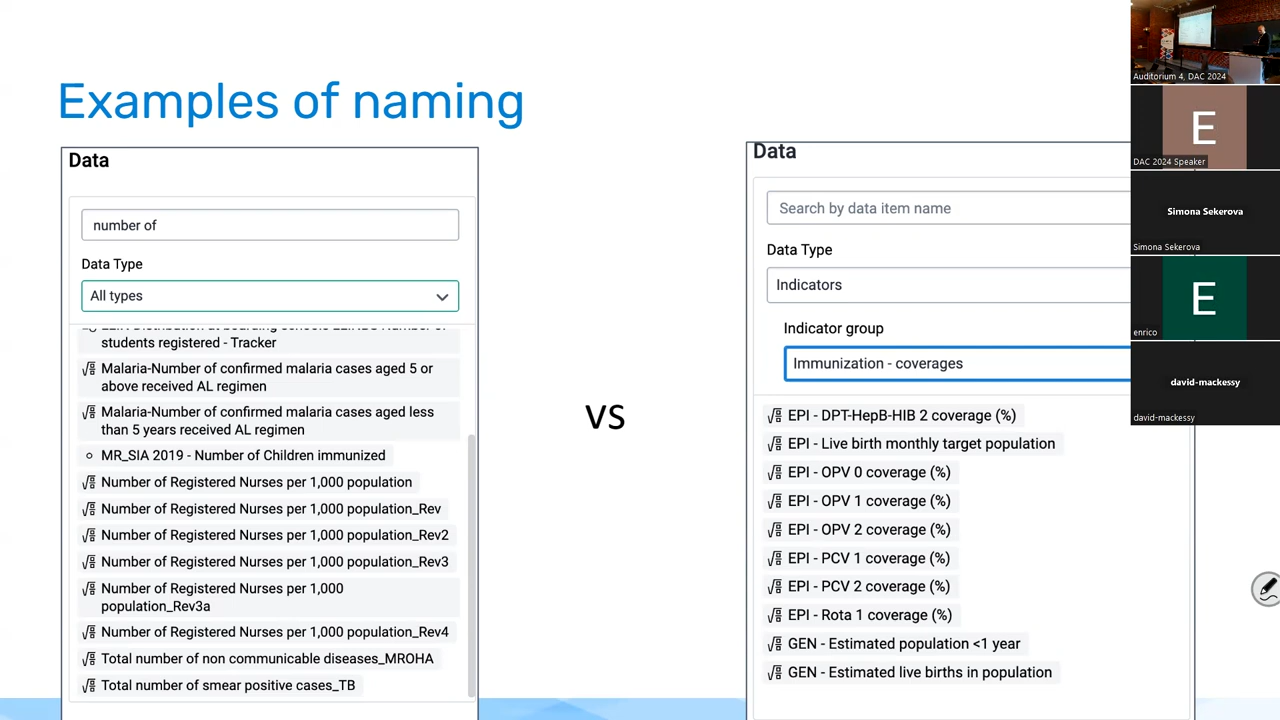 Examples of naming
Data
number of
Data Type
All types
students registered - Tracker
Malaria-Number of confirmed malaria cases aged 5 or
above received AL regimen
Malaria-Number of confirmed malaria cases aged less
than 5 years received AL regimen
MR_SIA 2019 - Number of Children immunized
Number of Registered Nurses per 1,000 population
Number of Registered Nurses per 1,000 population_Rev
Number of Registered Nurses per 1,000 population_Rev2
Number of Registered Nurses per 1,000 population_Rev3
Number of Registered Nurses per 1,000
population_Rev3a
Number of Registered Nurses per 1,000 population_Rev4
Total number of non communicable diseases_MROHA
Total number of smear positive cases_TB
vs
Data
Search by data item name
Data Type
Indicators
Indicator group
Immunization - coverages
EPI - DPT-HepB-HIB 2 coverage (%)
EPI - Live birth monthly target population
EPI - OPV 0 coverage (%)
EPI - OPV 1 coverage (%)
EPI - OPV 2 coverage (%)
EPI - PCV 1 coverage (%)
EPI - PCV 2 coverage (%)
EPI - Rota 1 coverage (%)
GEN - Estimated population <1 year
GEN - Estimated live births in population
Auditorium 4, DAC 2024
E
DAC 2024 Speaker
Simona Sekerova
Simona Sekerova
E
enrico
david-mackessy
david-mackessy